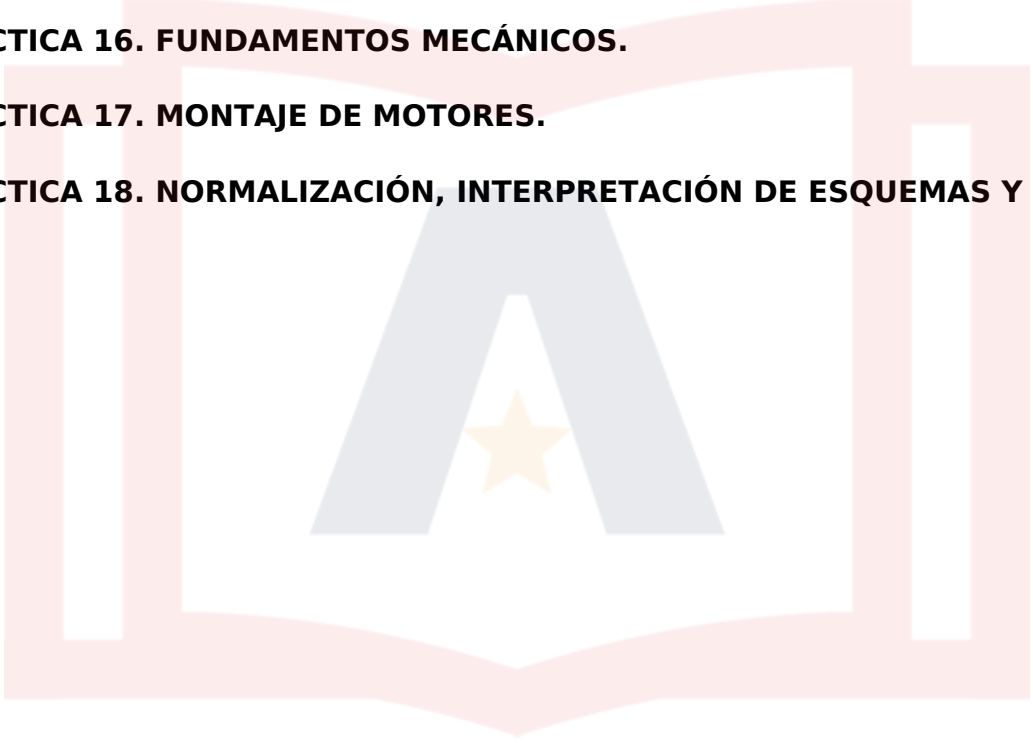 CTICA 16. FUNDAMENTOS MECÁNICOS.
CTICA 17. MONTAJE DE MOTORES.
CTICA 18. NORMALIZACIÓN, INTERPRETACIÓN DE ESQUEMAS Y